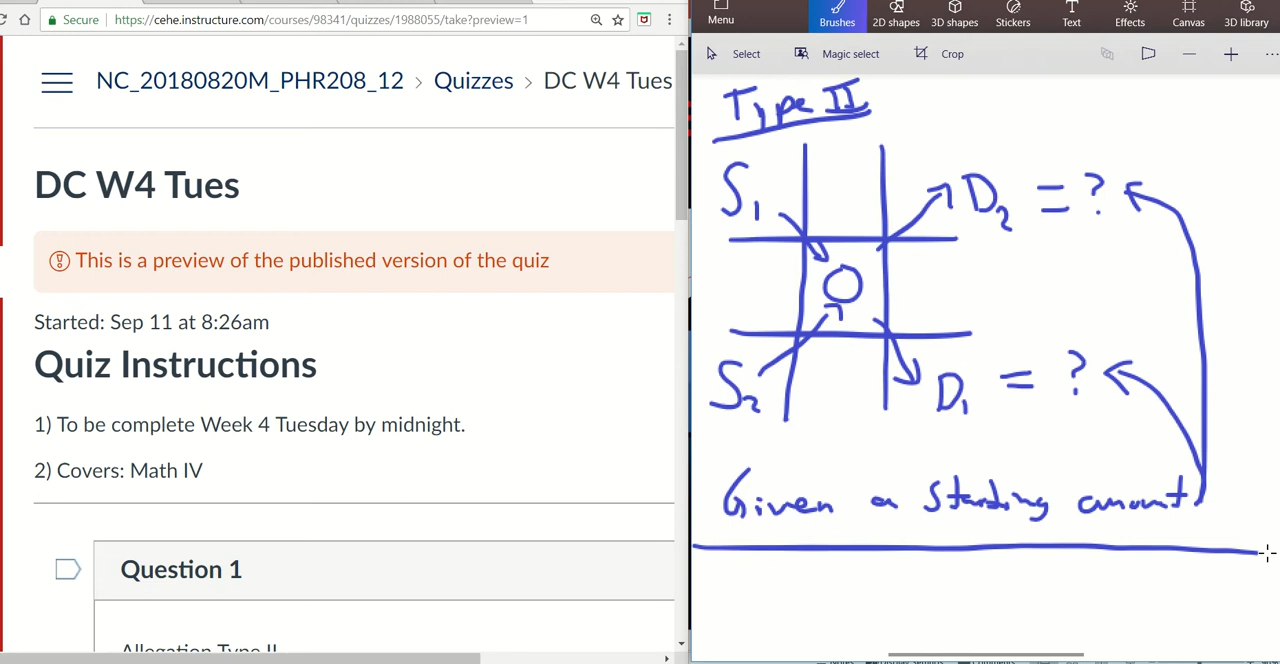 Secure
https://cehe.instructure.com/courses/98341/quizzes/1988055/take?preview=1
NC_20180820M_PHR208_12 > Quizzes > DC W4 Tues
DC W4 Tues
This is a preview of the published version of the quiz
Started: Sep 11 at 8:26am
Quiz Instructions
1) To be complete Week 4 Tuesday by midnight.
2) Covers: Math IV
Question 1
Allegation Type II
Menu
Brushes
2D shapes
3D shapes
Stickers
Text
Effects
Canvas
3D library
Select
Magic select
Crop
Type II
S1
D2 = ?
S2
D1 = ?
Given a starting amount